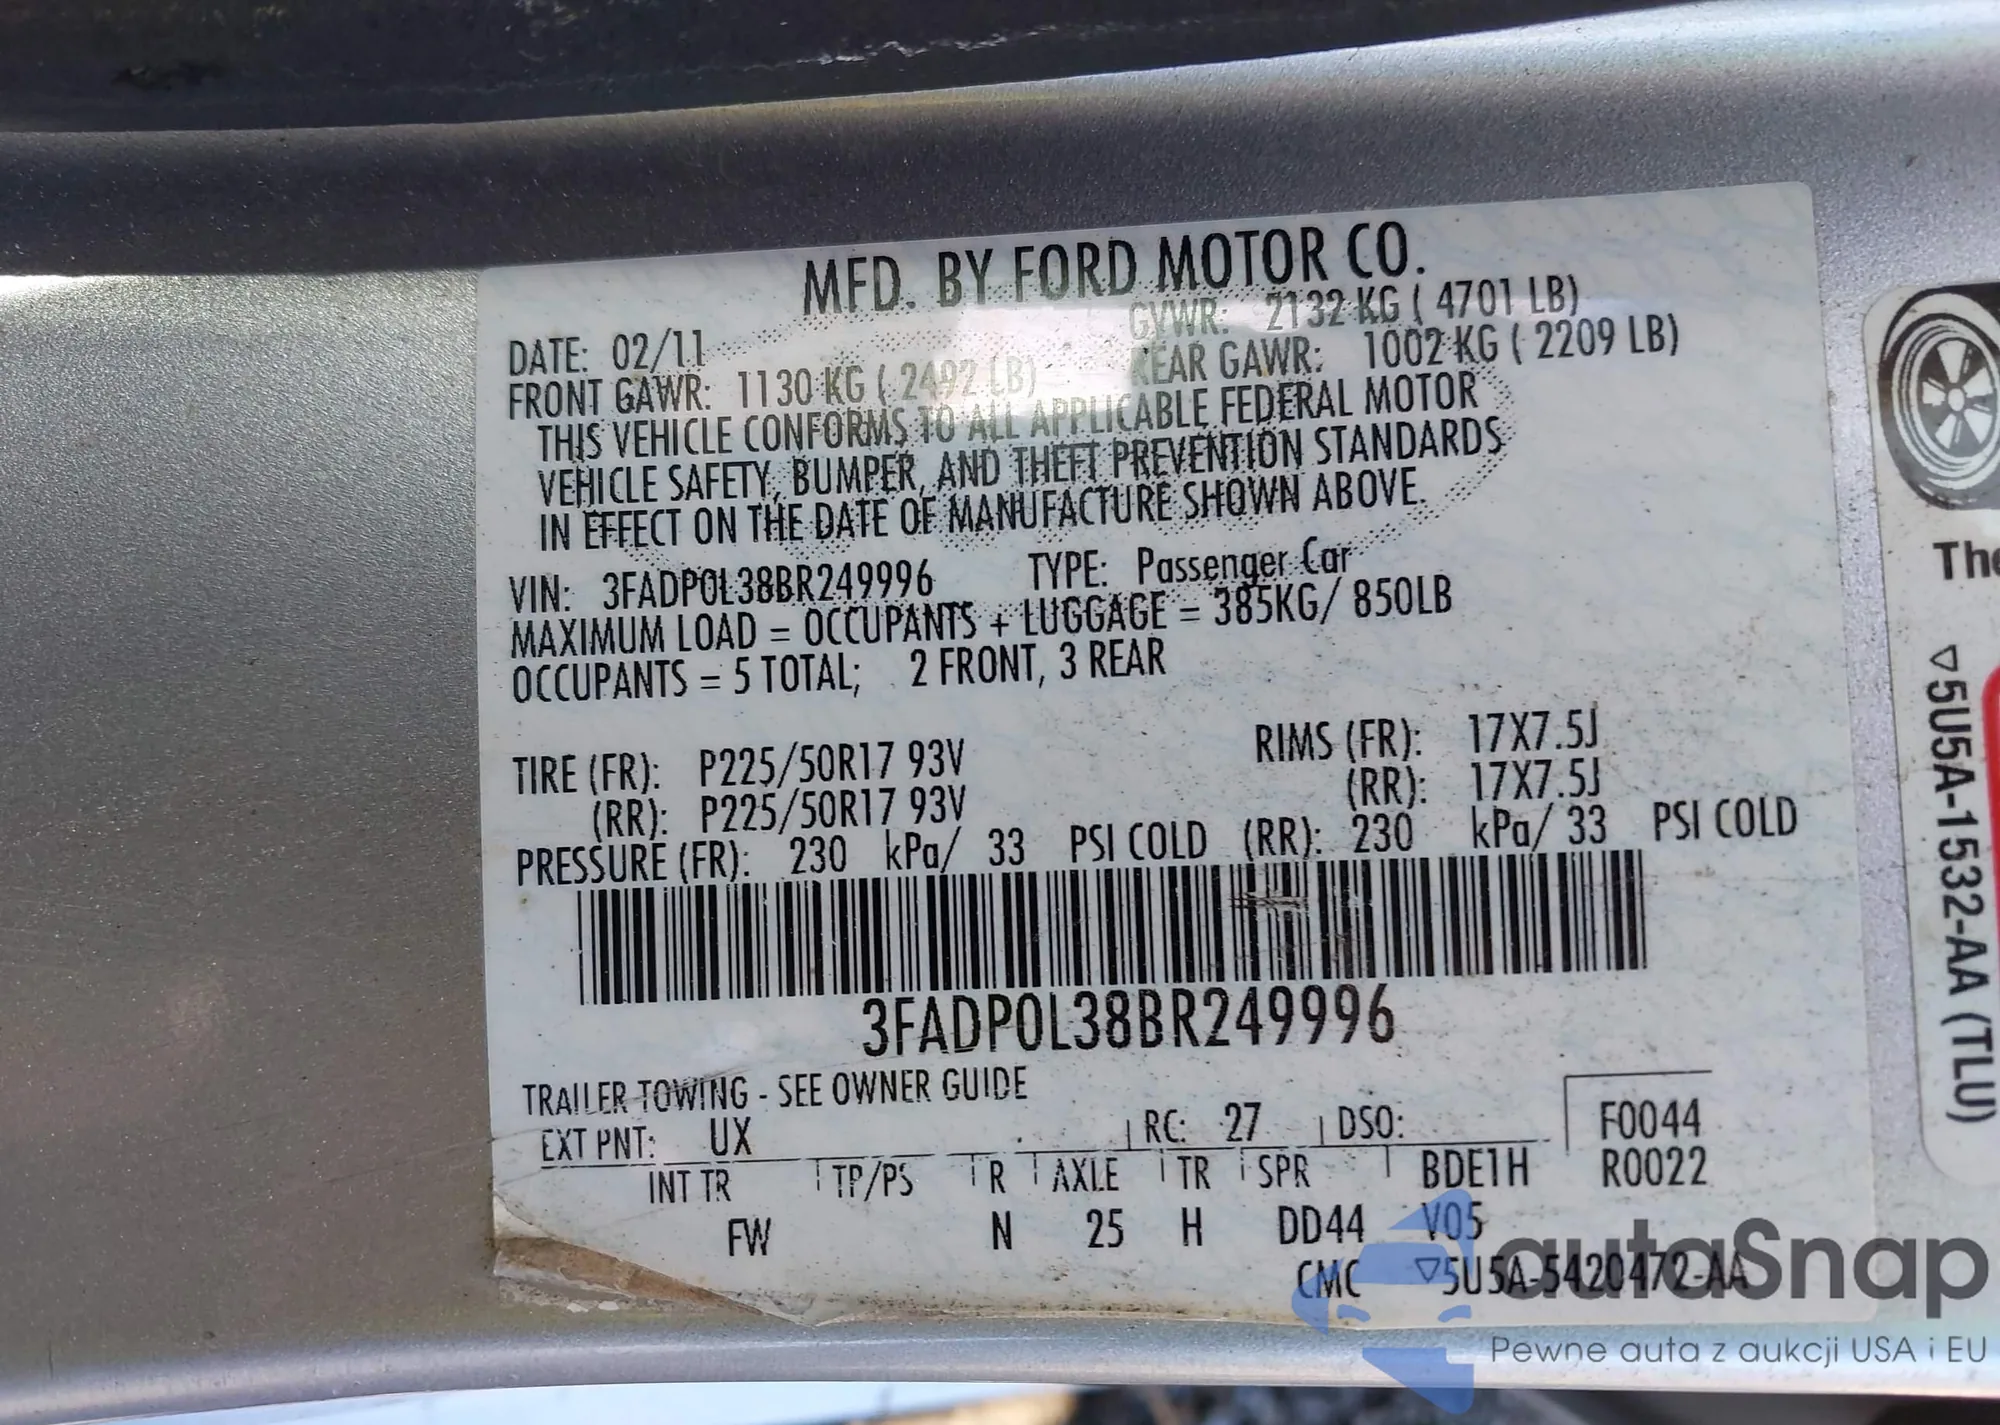 MFD. BY FORD MOTOR CO.
DATE: 02/11 GVWR: 2132 KG ( 4701 LB)
FRONT GAWR: 1130 KG ( 2492 LB) REAR GAWR: 1002 KG ( 2209 LB)
THIS VEHICLE CONFORMS TO ALL APPLICABLE FEDERAL MOTOR
VEHICLE SAFETY, BUMPER, AND THEFT PREVENTION STANDARDS
IN EFFECT ON THE DATE OF MANUFACTURE SHOWN ABOVE.
VIN: 3FADP0L38BR249996 TYPE: Passenger Car
MAXIMUM LOAD = OCCUPANTS + LUGGAGE = 385KG/ 850LB
OCCUPANTS = 5 TOTAL; 2 FRONT, 3 REAR
TIRE (FR): P225/50R17 93V RIMS (FR): 17X7.5J
(RR): P225/50R17 93V (RR): 17X7.5J
PRESSURE (FR): 230 kPa/ 33 PSI COLD (RR): 230 kPa/ 33 PSI COLD
3FADP0L38BR249996
TRAILER TOWING - SEE OWNER GUIDE
EXT PNT: UX RC: 27 DSO: F0044
INT TR TP/PS R AXLE TR SPR BDE1H R0022
FW N 25 H DD44 V05
CMC ▽5U5A-5420472-AA
The
▽5U5A-1532-AA (TLU)
autaSnap
Pewne auta z aukcji USA i EU